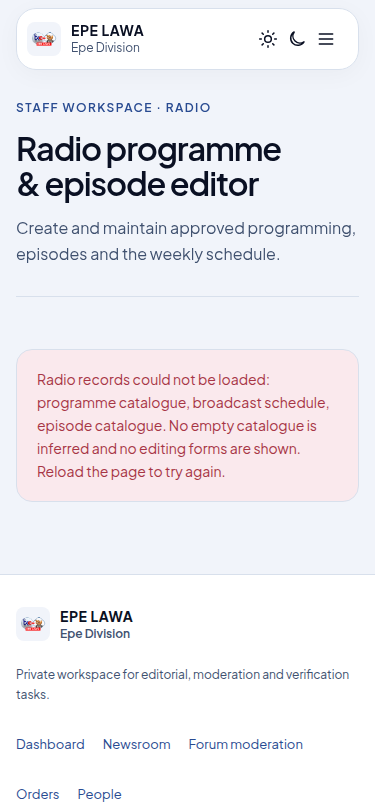 EPE LAWA
Epe Division
STAFF WORKSPACE · RADIO
Radio programme
& episode editor
Create and maintain approved programming,
episodes and the weekly schedule.
Radio records could not be loaded:
programme catalogue, broadcast schedule,
episode catalogue. No empty catalogue is
inferred and no editing forms are shown.
Reload the page to try again.
EPE LAWA
Epe Division
Private workspace for editorial, moderation and verification
tasks.
Dashboard Newsroom Forum moderation
Orders People